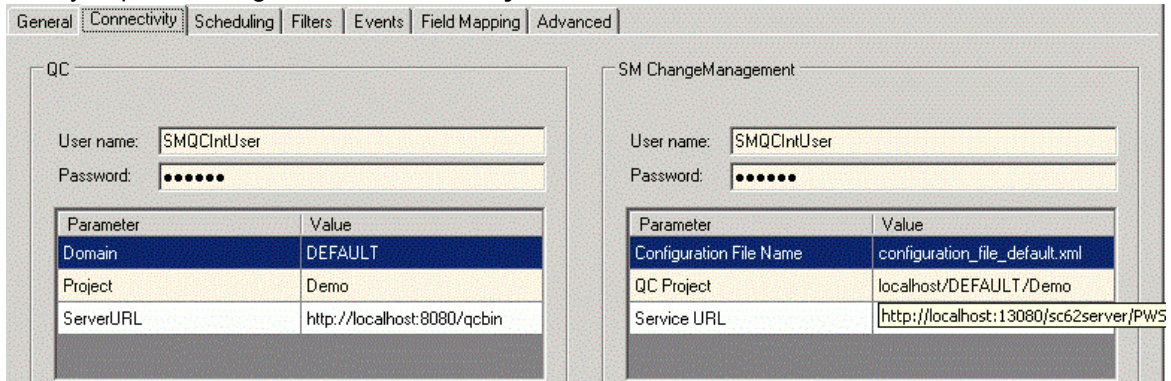 General Connectivity Scheduling Filters Events Field Mapping Advanced
QC
User name: SMQCIntUser
Password: ●●●●●●
Parameter Value
Domain DEFAULT
Project Demo
ServerURL http://localhost:8080/qcbin
SM ChangeManagement
User name: SMQCIntUser
Password: ●●●●●●
Parameter Value
Configuration File Name configuration_file_default.xml
QC Project localhost/DEFAULT/Demo
Service URL http://localhost:13080/sc62server/PWS